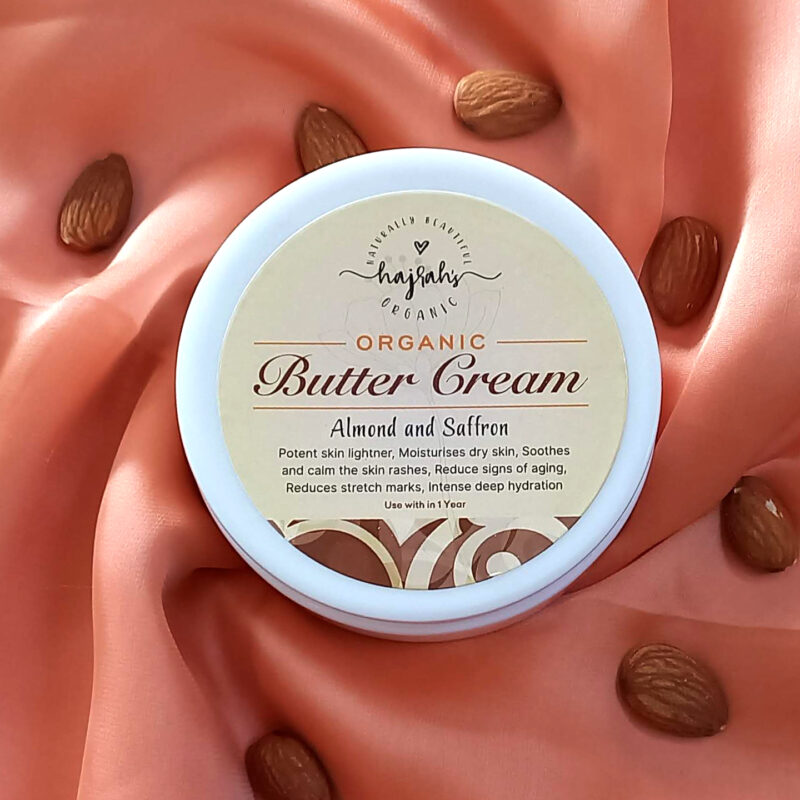 NATURALLY BEAUTIFUL
hajrah's
ORGANIC
ORGANIC
Butter Cream
Almond and Saffron
Potent skin lightner, Moisturises dry skin, Soothes
and calm the skin rashes, Reduce signs of aging,
Reduces stretch marks, Intense deep hydration
Use with in 1 Year